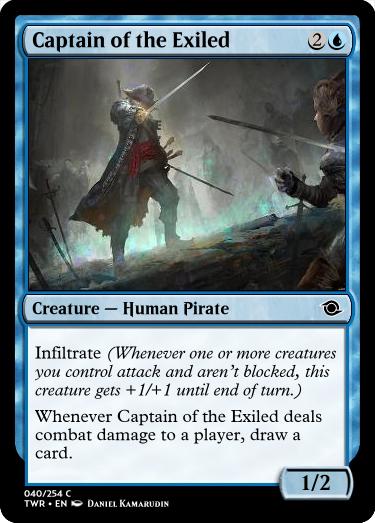 Captain of the Exiled 2
Creature — Human Pirate
Infiltrate (Whenever one or more creatures
you control attack and aren't blocked, this
creature gets +1/+1 until end of turn.)
Whenever Captain of the Exiled deals
combat damage to a player, draw a
card.
1/2
040/254 C
TWR • EN DANIEL KAMARUDIN